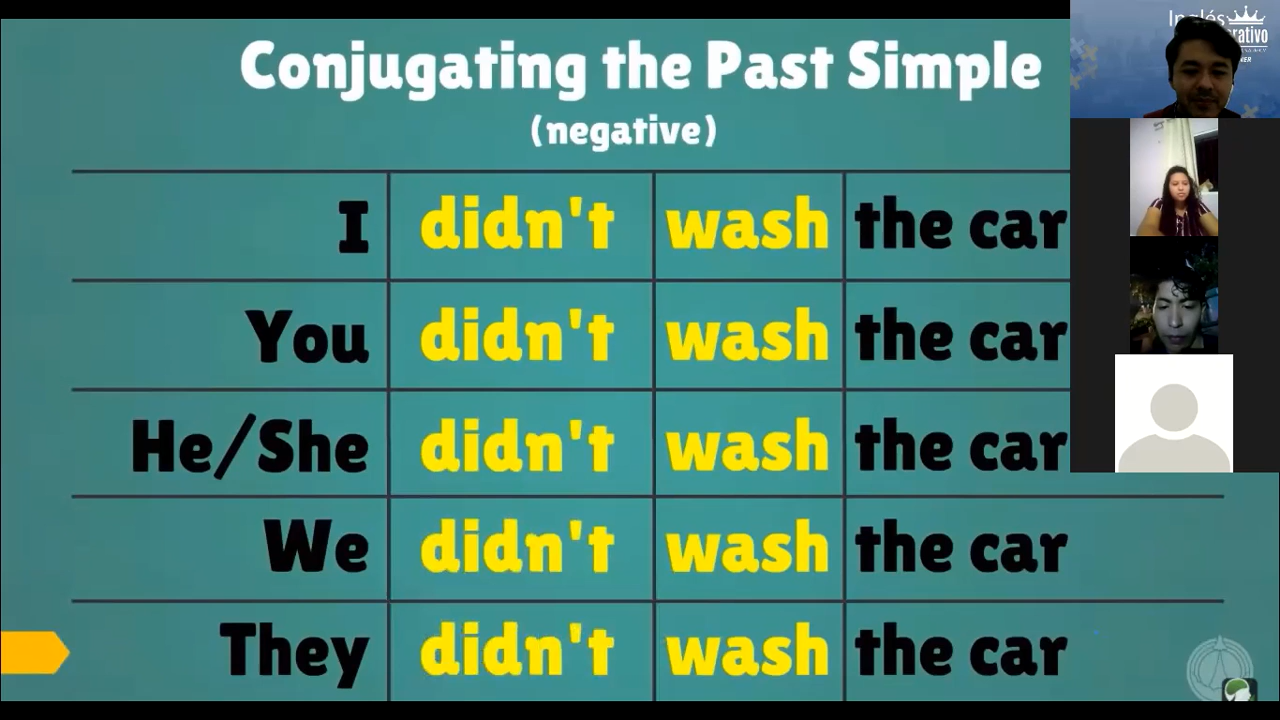 Conjugating the Past Simple
(negative)
I didn't wash the car
You didn't wash the car
He/She didn't wash the car
We didn't wash the car
They didn't wash the car
Inglés